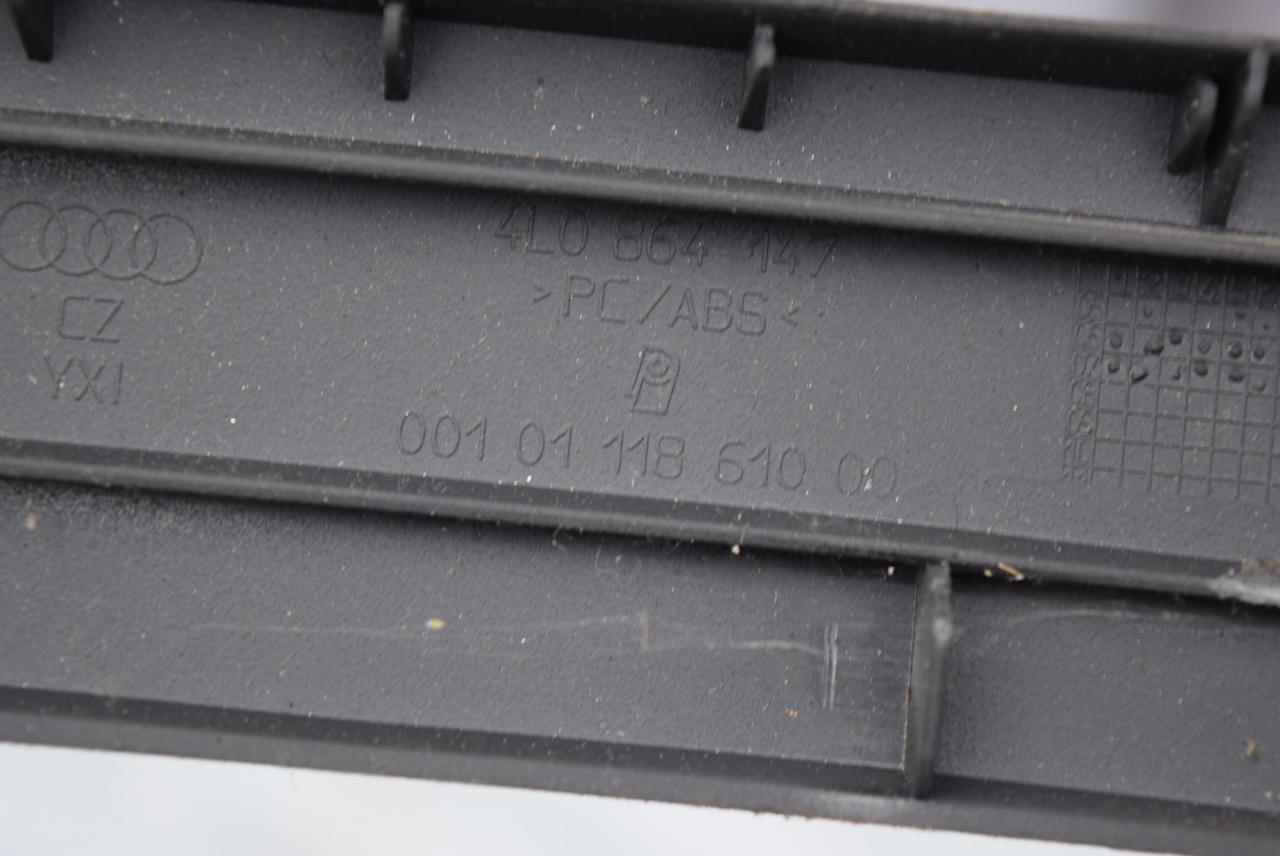 4L0 864 147
>PC/ABS<
CZ
YXI
001 01 118 610 00